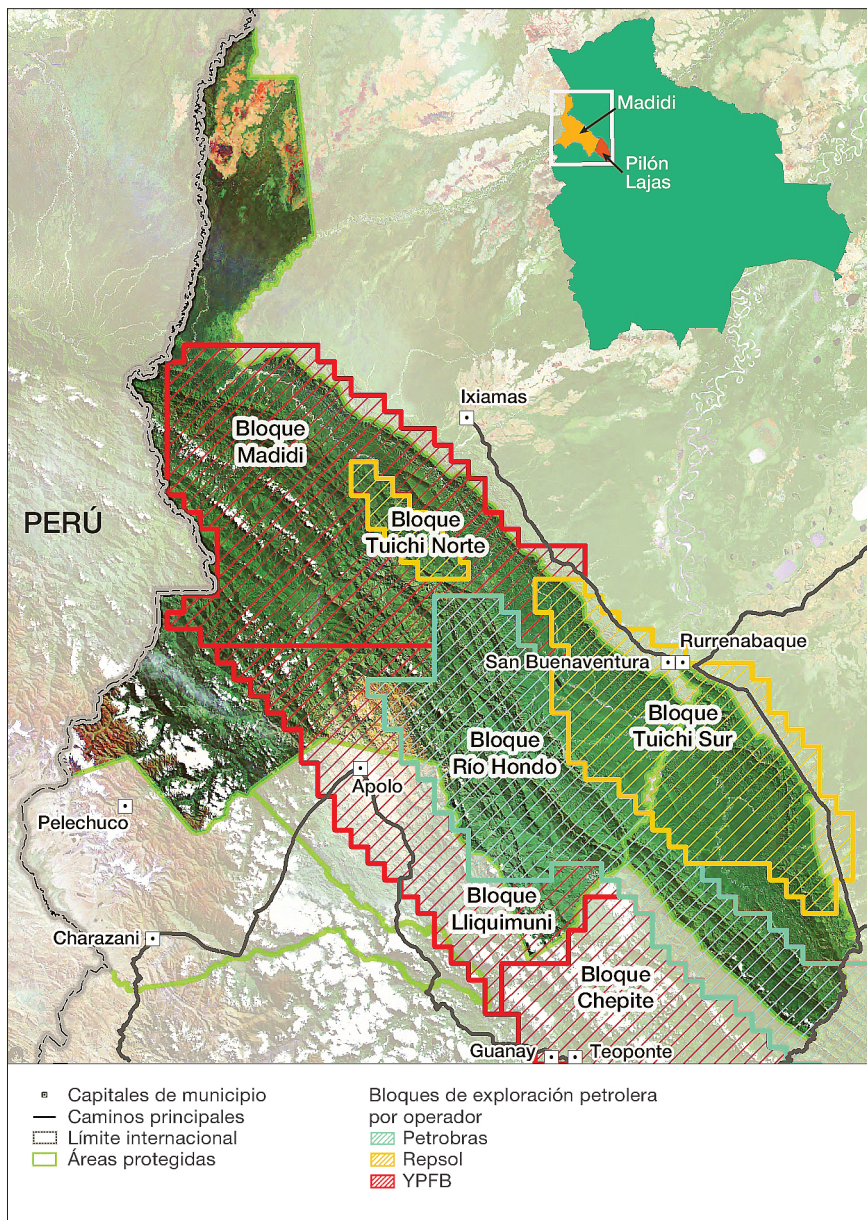 Madidi
Pilón
Lajas
Ixiamas
Bloque
Madidi
PERÚ
Bloque
Tuichi Norte
Rurrenabaque
San Buenaventura
Bloque
Tuichi Sur
Bloque
Río Hondo
Apolo
Pelechuco
Bloque
Lliquimuni
Charazani
Bloque
Chepite
Guanay
Teoponte
Capitales de municipio
Caminos principales
Límite internacional
Áreas protegidas
Bloques de exploración petrolera
por operador
Petrobras
Repsol
YPFB